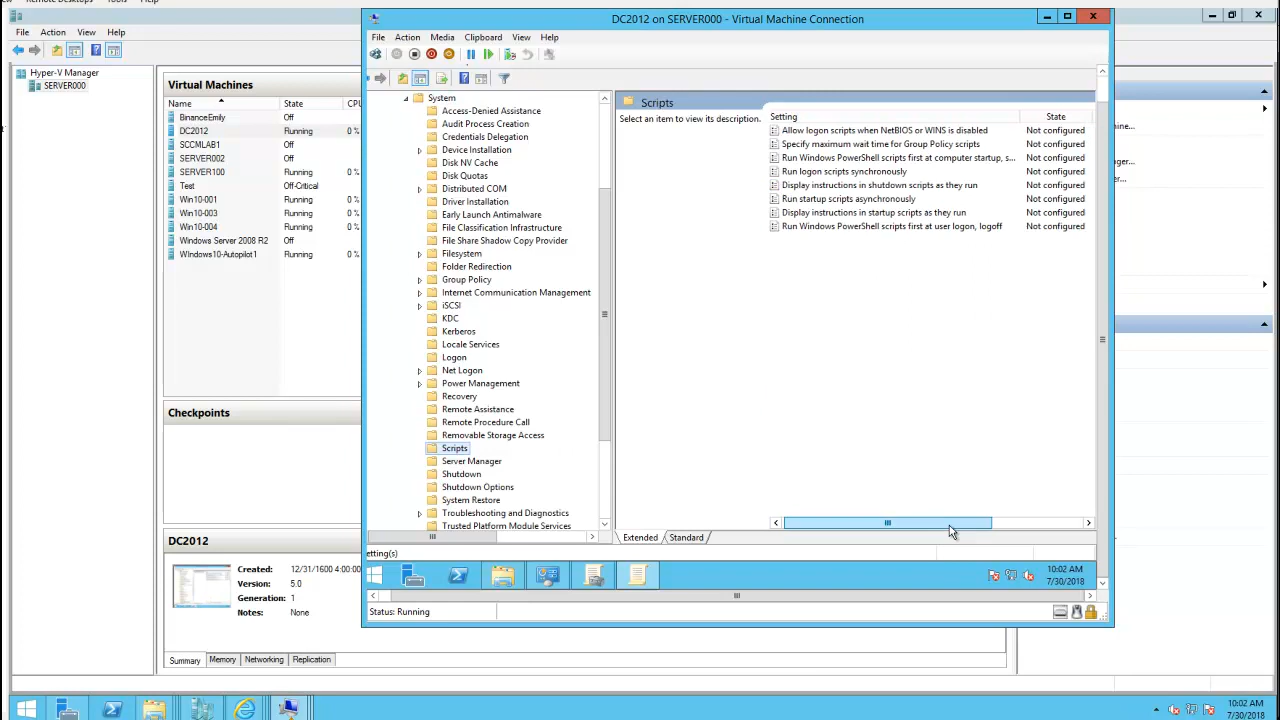 Remote Desktops Tools Help
DC2012 on SERVER000 - Virtual Machine Connection
File Action View Help
File Action Media Clipboard View Help
Hyper-V Manager
SERVER000
Virtual Machines
Name State CPU
BinanceEmily Off
DC2012 Running 0 %
SCCMLAB1 Off
SERVER002 Off
SERVER100 Running 0 %
Test Off-Critical
Win10-001 Running 0 %
Win10-003 Running 0 %
Win10-004 Running 0 %
Windows Server 2008 R2 Off
WIndows10-Autopilot1 Running 0 %
Checkpoints
DC2012
Created: 12/31/1600 4:00:00
Version: 5.0
Generation: 1
Notes: None
Summary Memory Networking Replication
System
Access-Denied Assistance
Audit Process Creation
Credentials Delegation
Device Installation
Disk NV Cache
Disk Quotas
Distributed COM
Driver Installation
Early Launch Antimalware
File Classification Infrastructure
File Share Shadow Copy Provider
Filesystem
Folder Redirection
Group Policy
Internet Communication Management
iSCSI
KDC
Kerberos
Locale Services
Logon
Net Logon
Power Management
Recovery
Remote Assistance
Remote Procedure Call
Removable Storage Access
Scripts
Server Manager
Shutdown
Shutdown Options
System Restore
Troubleshooting and Diagnostics
Trusted Platform Module Services
Scripts
Select an item to view its description.
Setting State
Allow logon scripts when NetBIOS or WINS is disabled Not configured
Specify maximum wait time for Group Policy scripts Not configured
Run Windows PowerShell scripts first at computer startup, s... Not configured
Run logon scripts synchronously Not configured
Display instructions in shutdown scripts as they run Not configured
Run startup scripts asynchronously Not configured
Display instructions in startup scripts as they run Not configured
Run Windows PowerShell scripts first at user logon, logoff Not configured
Extended Standard
etting(s)
10:02 AM
7/30/2018
Status: Running
ine...
ager...
er...
10:02 AM
7/30/2018